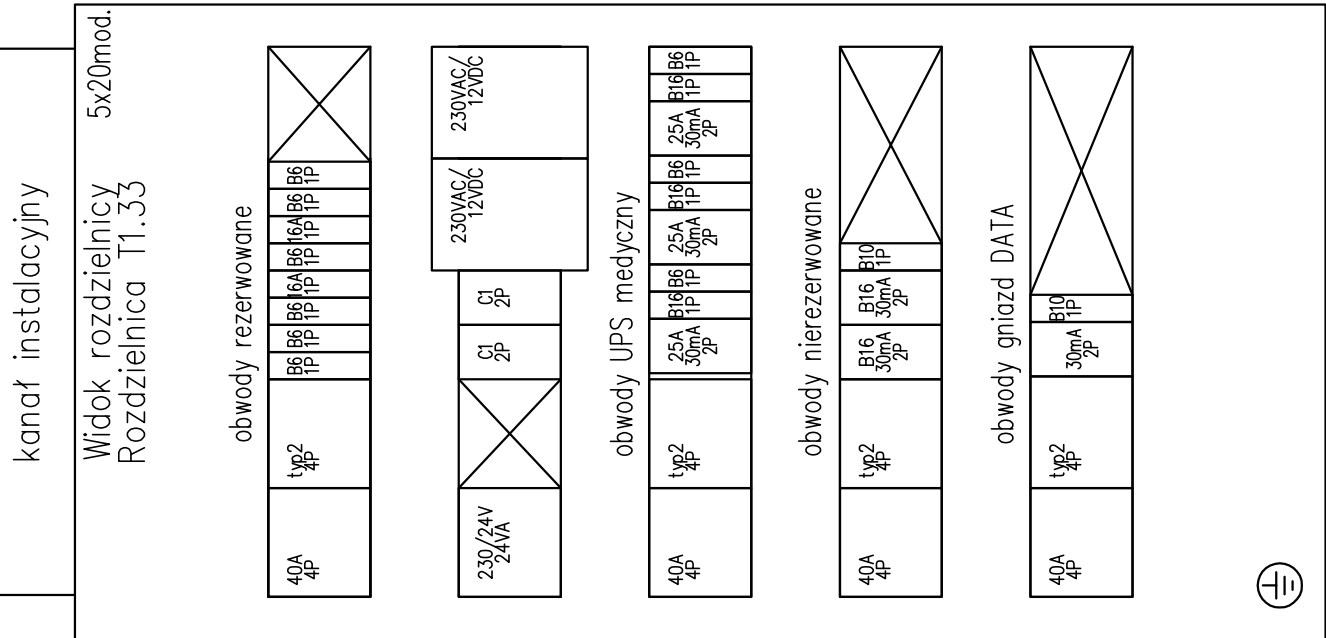 kanał instalacyjny
Widok rozdzielnicy
5x20mod.
Rozdzielnica T1.33
obwody rezerwowane
40A
4P
typ2
4P
B6
1P
B6
1P
B6
1P
16A
1P
B6
1P
16A
1P
B6
1P
B6
1P
230/24V
24VA
C1
2P
C1
2P
230VAC/
12VDC
230VAC/
12VDC
obwody UPS medyczny
40A
4P
typ2
4P
25A
30mA
2P
B16
1P
B6
1P
25A
30mA
2P
B16
1P
B6
1P
25A
30mA
2P
B16
1P
B6
1P
obwody nierezerwowane
40A
4P
typ2
4P
B16
30mA
2P
B16
30mA
2P
B10
1P
obwody gniazd DATA
40A
4P
typ2
4P
30mA
2P
B10
1P